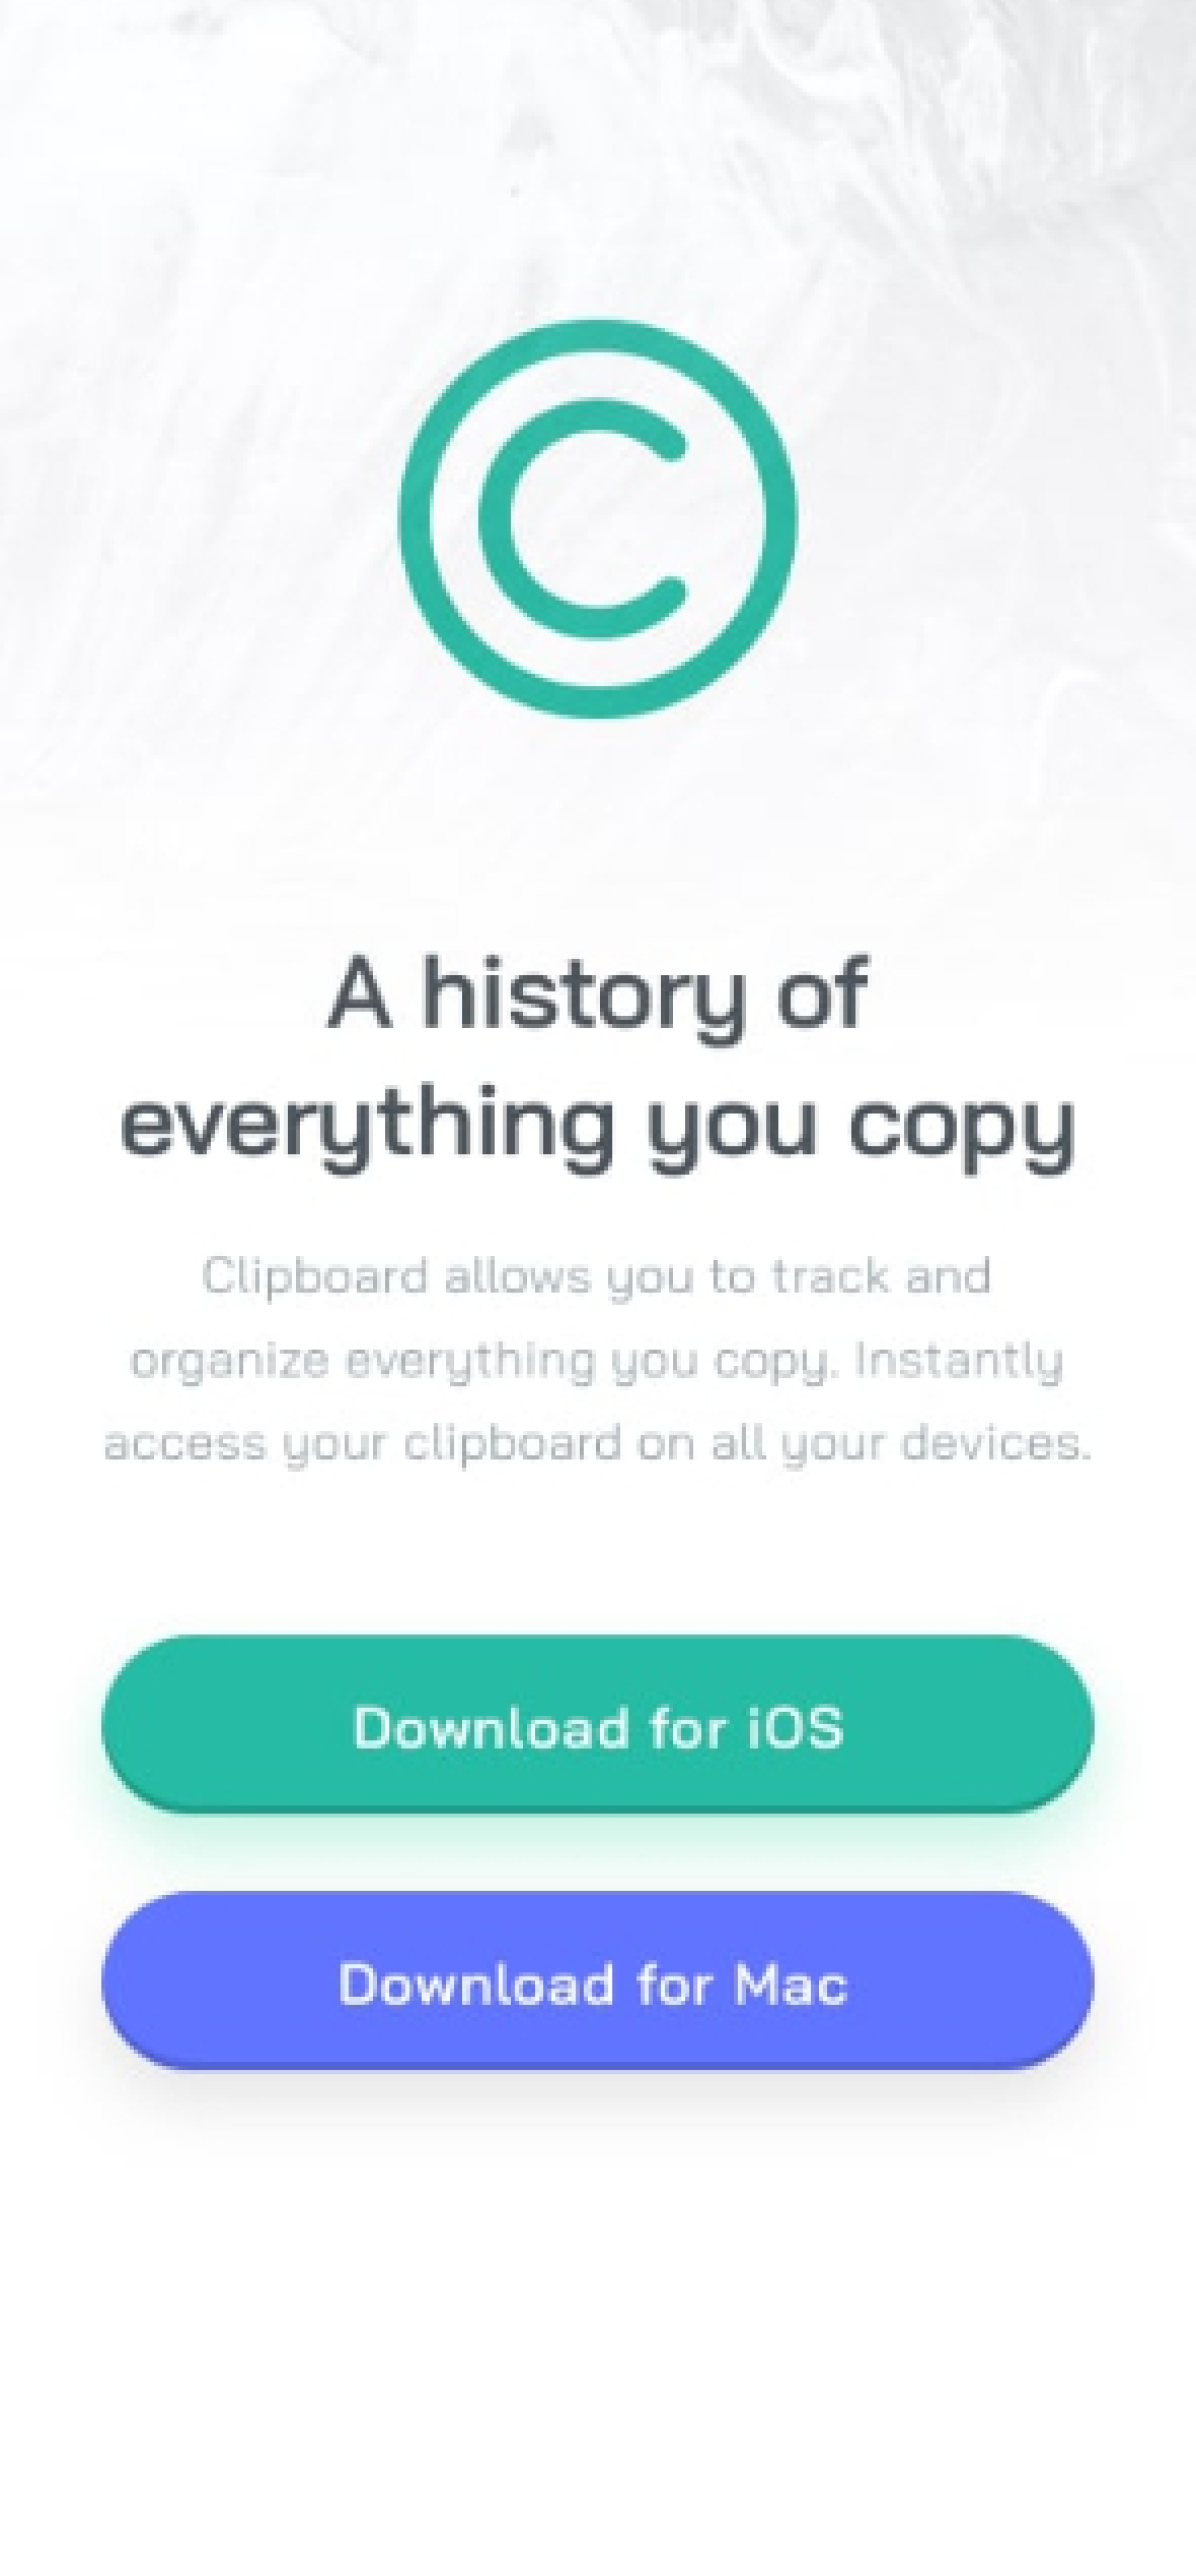 A history of
everything you copy
Clipboard allows you to track and
organize everything you copy. Instantly
access your clipboard on all your devices.
Download for iOS
Download for Mac